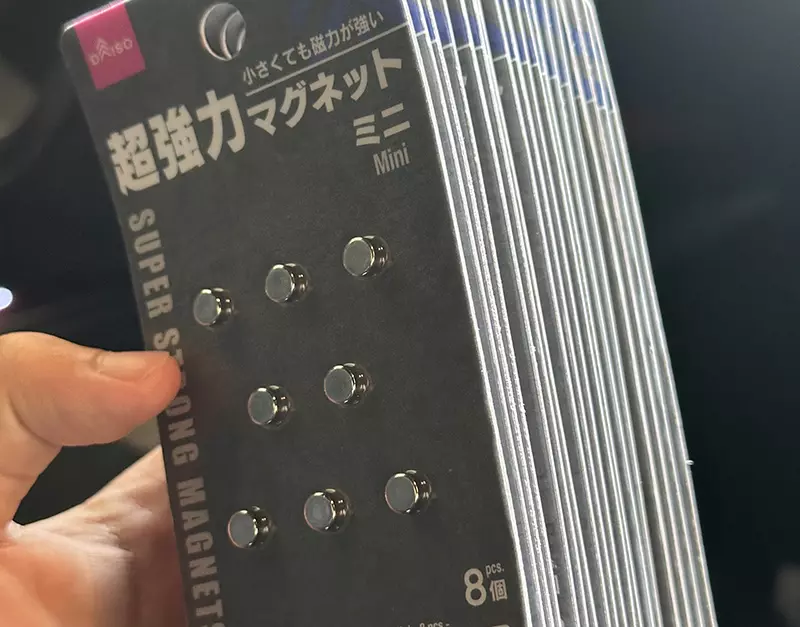 DAISO
小さくても磁力が強い
超強力マグネット
ミニ
Mini
SUPER STRONG MAGNETS
8 pcs.
個